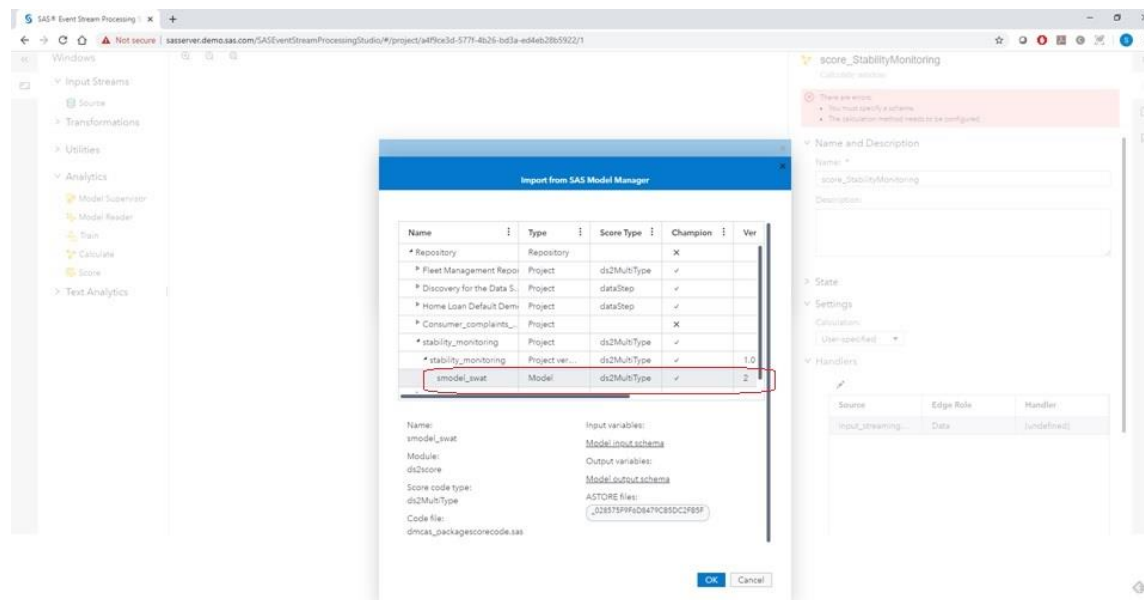 SAS® Event Stream Processing
Not secure | sasserver.demo.sas.com/SASEventStreamProcessingStudio/#/project/a4f9ce3d-577f-4b26-bd3a-ed4eb28b5922/1
Windows
Input Streams
Source
Transformations
Utilities
Analytics
Model Supervisor
Model Reader
Train
Calculate
Score
Text Analytics
Import from SAS Model Manager
Name Type Score Type Champion Ver
Repository Repository
Fleet Management Repo Project ds2MultiType
Discovery for the Data S... Project dataStep
Home Loan Default Dem Project dataStep
Consumer_complaints_... Project
stability_monitoring Project ds2MultiType
stability_monitoring Project ver... ds2MultiType 1.0
smodel_swat Model ds2MultiType 2
Name:
smodel_swat
Module:
ds2score
Score code type:
ds2MultiType
Code file:
dmcas_packagescorecode.sas
Input variables:
Model input schema
Output variables:
Model output schema
ASTORE files:
OK Cancel
score_StabilityMonitoring
Calculate window
There are errors.
You must specify a schema.
The calculation method needs to be configured.
Name and Description
Name: *
score_StabilityMonitoring
Description:
State
Settings
Calculation:
User-specified
Handlers
Source Edge Role Handler
Input_streaming... Data (undefined)